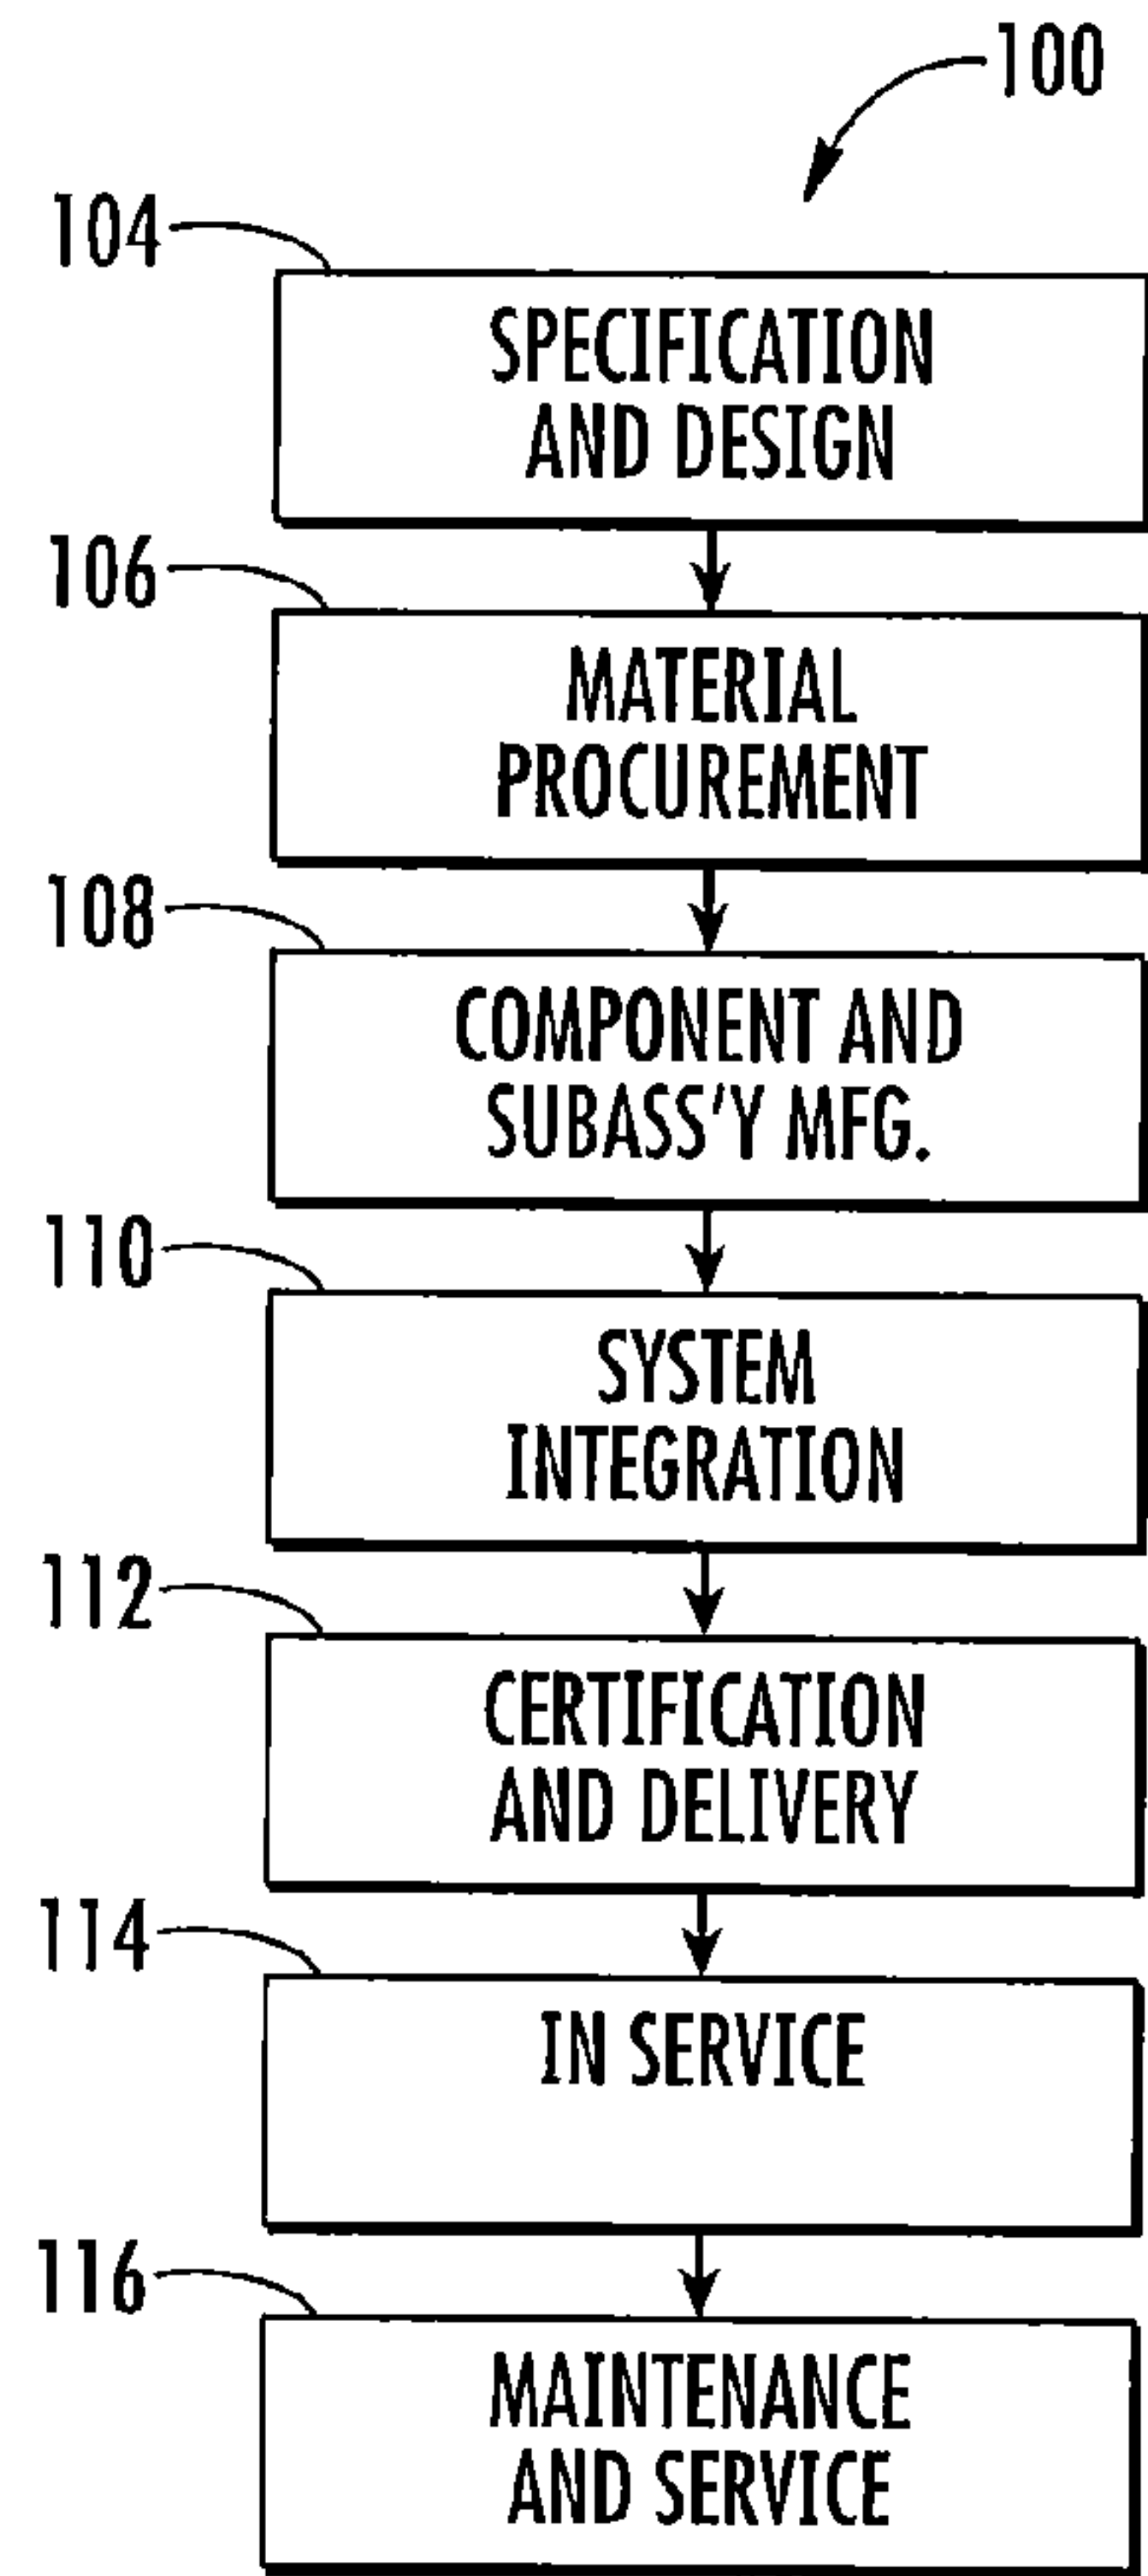 100
104
SPECIFICATION
AND DESIGN
106
MATERIAL
PROCUREMENT
108
COMPONENT AND
SUBASS'Y MFG.
110
SYSTEM
INTEGRATION
112
CERTIFICATION
AND DELIVERY
114
IN SERVICE
116
MAINTENANCE
AND SERVICE